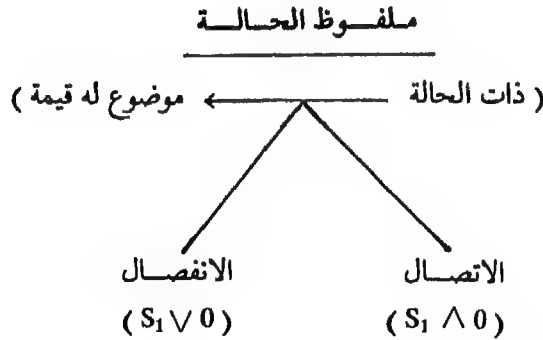 ملفوظ الحالة
( ذات الحالة ← موضوع له قيمة )
الاتصال الانفصال
( S₁ ∧ 0 ) ( S₁ ∨ 0 )